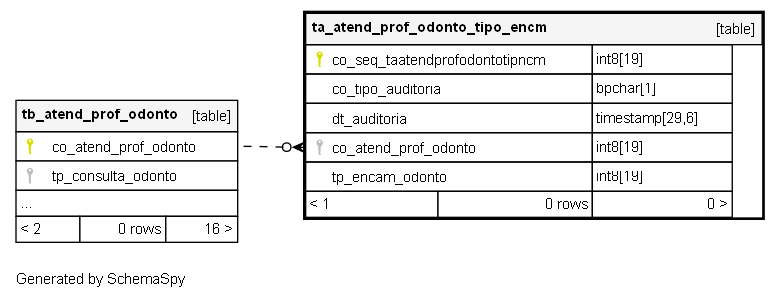 ta_atend_prof_odonto_tipo_encm [table]
co_seq_taatendprofodontotipncm int8[19]
co_tipo_auditoria bpchar[1]
dt_auditoria timestamp[29,6]
co_atend_prof_odonto int8[19]
tp_encam_odonto int8[19]
< 1 0 rows 0 >
tb_atend_prof_odonto [table]
co_atend_prof_odonto
tp_consulta_odonto
...
< 2 0 rows 16 >
Generated by SchemaSpy